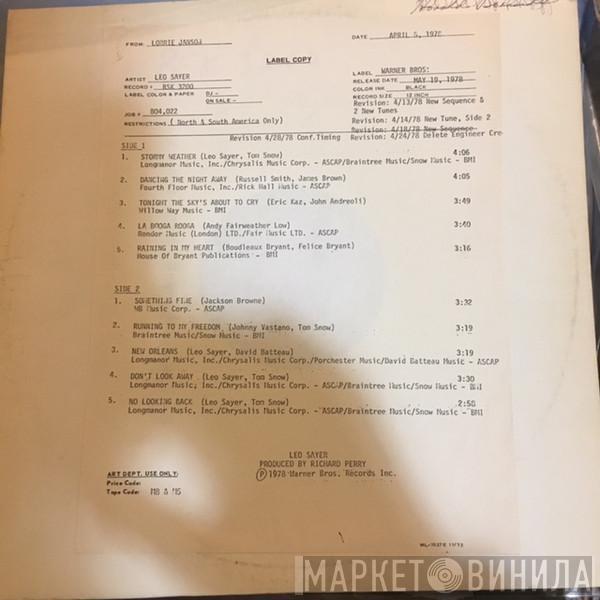 FROM: LORRIE JANSON
DATE APRIL 5, 1978
LABEL COPY
ARTIST LEO SAYER
LABEL WARNER BROS:
RECORD # BSK 3200
RELEASE DATE MAY 19, 1978
LABEL COLOR & PAPER DJ -
COLOR INK BLACK
ON SALE -
RECORD SIZE 12 INCH
Revision: 4/13/78 New Sequence & 2 New Tunes
JOB # B04,022
Revision: 4/14/78 New Tune, Side 2
RESTRICTIONS ( North & South America Only)
Revision: 4/18/78 New Sequence
Revision 4/28/78 Conf.Timing Revision: 4/24/78 Delete Engineer Cre
SIDE 1
1. STORMY WEATHER (Leo Sayer, Tom Snow) 4:06
Longmanor Music, Inc./Chrysalis Music Corp. - ASCAP/Braintree Music/Snow Music - BMI
2. DANCING THE NIGHT AWAY (Russell Smith, James Brown) 4:05
Fourth Floor Music, Inc./Rick Hall Music - ASCAP
3. TONIGHT THE SKY'S ABOUT TO CRY (Eric Kaz, John Andreoli) 3:49
Willow Way Music - BMI
4. LA BOOGA ROOGA (Andy Fairweather Low) 3:40
Rondor Music (London) LTD./Fair Music LTD. - ASCAP
5. RAINING IN MY HEART (Boudleaux Bryant, Felice Bryant) 3:16
House Of Bryant Publications - BMI
SIDE 2
1. SOMETHING FINE (Jackson Browne) 3:32
WB Music Corp. - ASCAP
2. RUNNING TO MY FREEDOM (Johnny Vastano, Tom Snow) 3:19
Braintree Music/Snow Music - BMI
3. NEW ORLEANS (Leo Sayer, David Batteau) 3:19
Longmanor Music, Inc./Chrysalis Music Corp./Porchester Music/David Batteau Music - ASCAP
4. DON'T LOOK AWAY (Leo Sayer, Tom Snow) 3:30
Longmanor Music, Inc./Chrysalis Music Corp. - ASCAP/Braintree Music/Snow Music - BMI
5. NO LOOKING BACK (Leo Sayer, Tom Snow) 2:58
Longmanor Music, Inc./Chrysalis Music Corp. - ASCAP/Braintree Music/Snow Music - BMI
LEO SAYER
PRODUCED BY RICHARD PERRY
Ⓟ 1978 Warner Bros. Records Inc.
ART DEPT. USE ONLY:
Price Code:
Tape Code: M8 & M5
МАРКЕТ ВИНИЛА